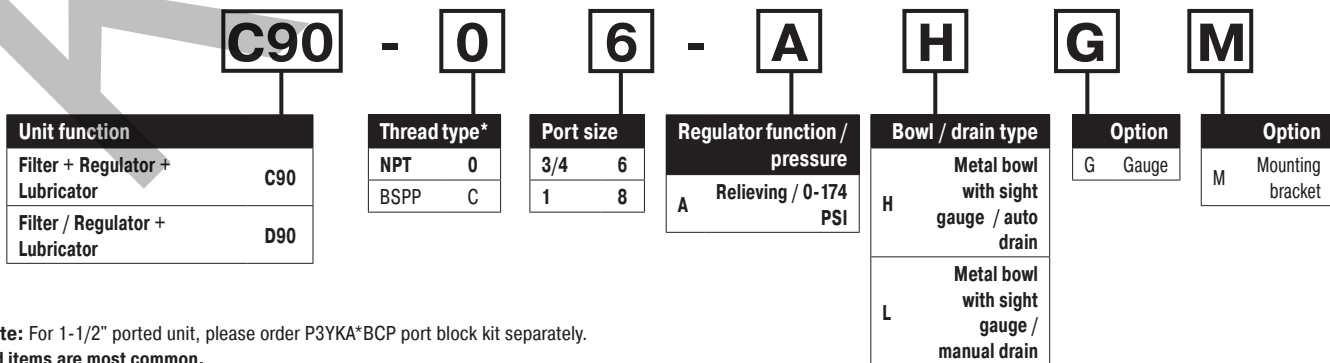 C90 - 0 6 - A H G M
Unit function
Filter + Regulator +
Lubricator C90
Filter / Regulator +
Lubricator D90
Thread type*
NPT 0
BSPP C
Port size
3/4 6
1 8
Regulator function /
pressure
A Relieving / 0-174
PSI
Bowl / drain type
H Metal bowl
with sight
gauge / auto
drain
L Metal bowl
with sight
gauge /
manual drain
Option
G Gauge
Option
M Mounting
bracket
te: For 1-1/2" ported unit, please order P3YKA*BCP port block kit separately.
d items are most common.